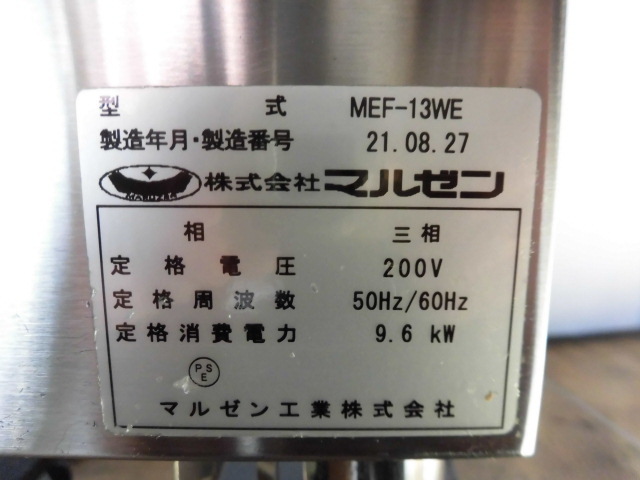 型式 MEF-13WE
製造年月・製造番号 21.08.27
MARUZEN 株式会社マルゼン
相 三相
定格電圧 200V
定格周波数 50Hz/60Hz
定格消費電力 9.6 kW
PSE
マルゼン工業株式会社